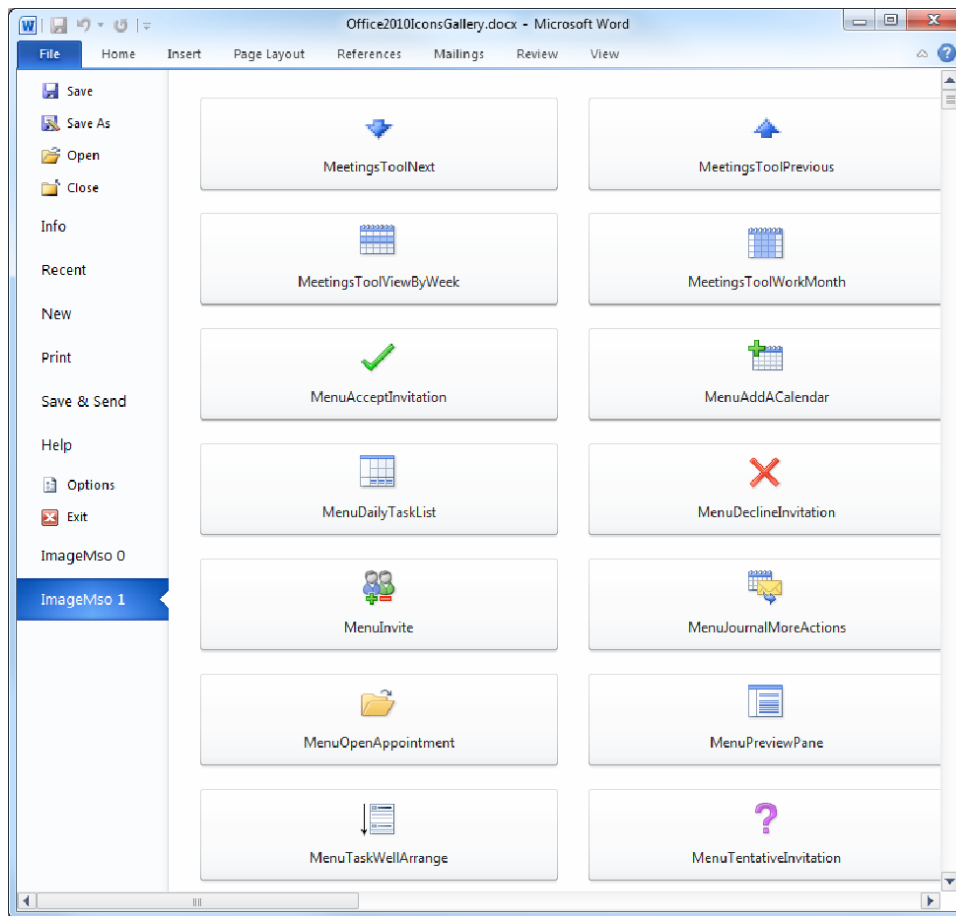 Office2010IconsGallery.docx - Microsoft Word
File Home Insert Page Layout References Mailings Review View
Save
Save As
Open
Close
Info
Recent
New
Print
Save & Send
Help
Options
Exit
ImageMso 0
ImageMso 1
MeetingsToolNext MeetingsToolPrevious
MeetingsToolViewByWeek MeetingsToolWorkMonth
MenuAcceptInvitation MenuAddACalendar
MenuDailyTaskList MenuDeclineInvitation
MenuInvite MenuJournalMoreActions
MenuOpenAppointment MenuPreviewPane
MenuTaskWellArrange MenuTentativeInvitation